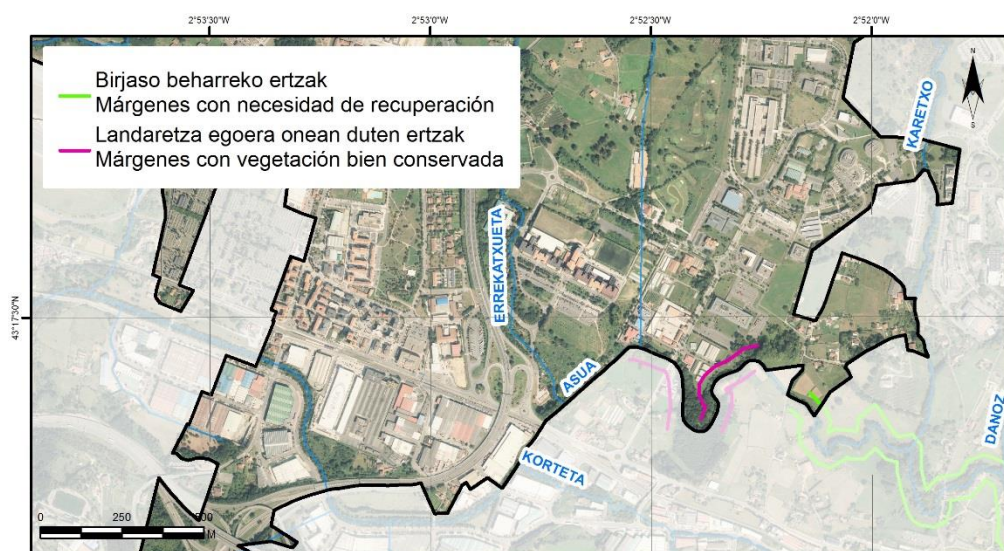 2°53'30"W 2°53'0"W 2°52'30"W 2°52'0"W
Birjaso beharreko ertzak
Márgenes con necesidad de recuperación
Landaretza egoera onean duten ertzak
Márgenes con vegetación bien conservada
N
S
KARETXO
ERREKATXUETA
43°17'30"N
ASUA
KORTETA
DANOZ
0 250 500
M